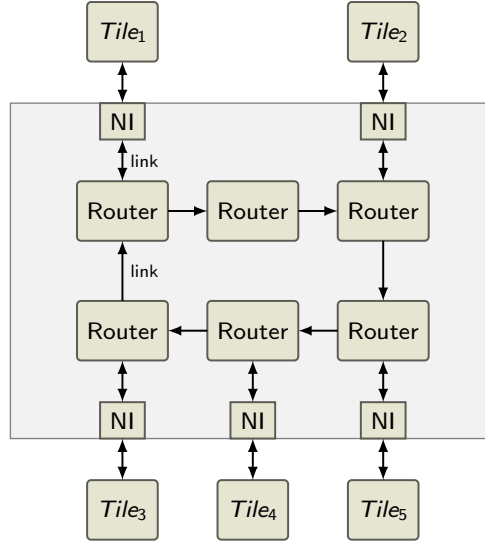 Tile1 Tile2
NI NI
link
Router Router Router
link
Router Router Router
NI NI NI
Tile3 Tile4 Tile5